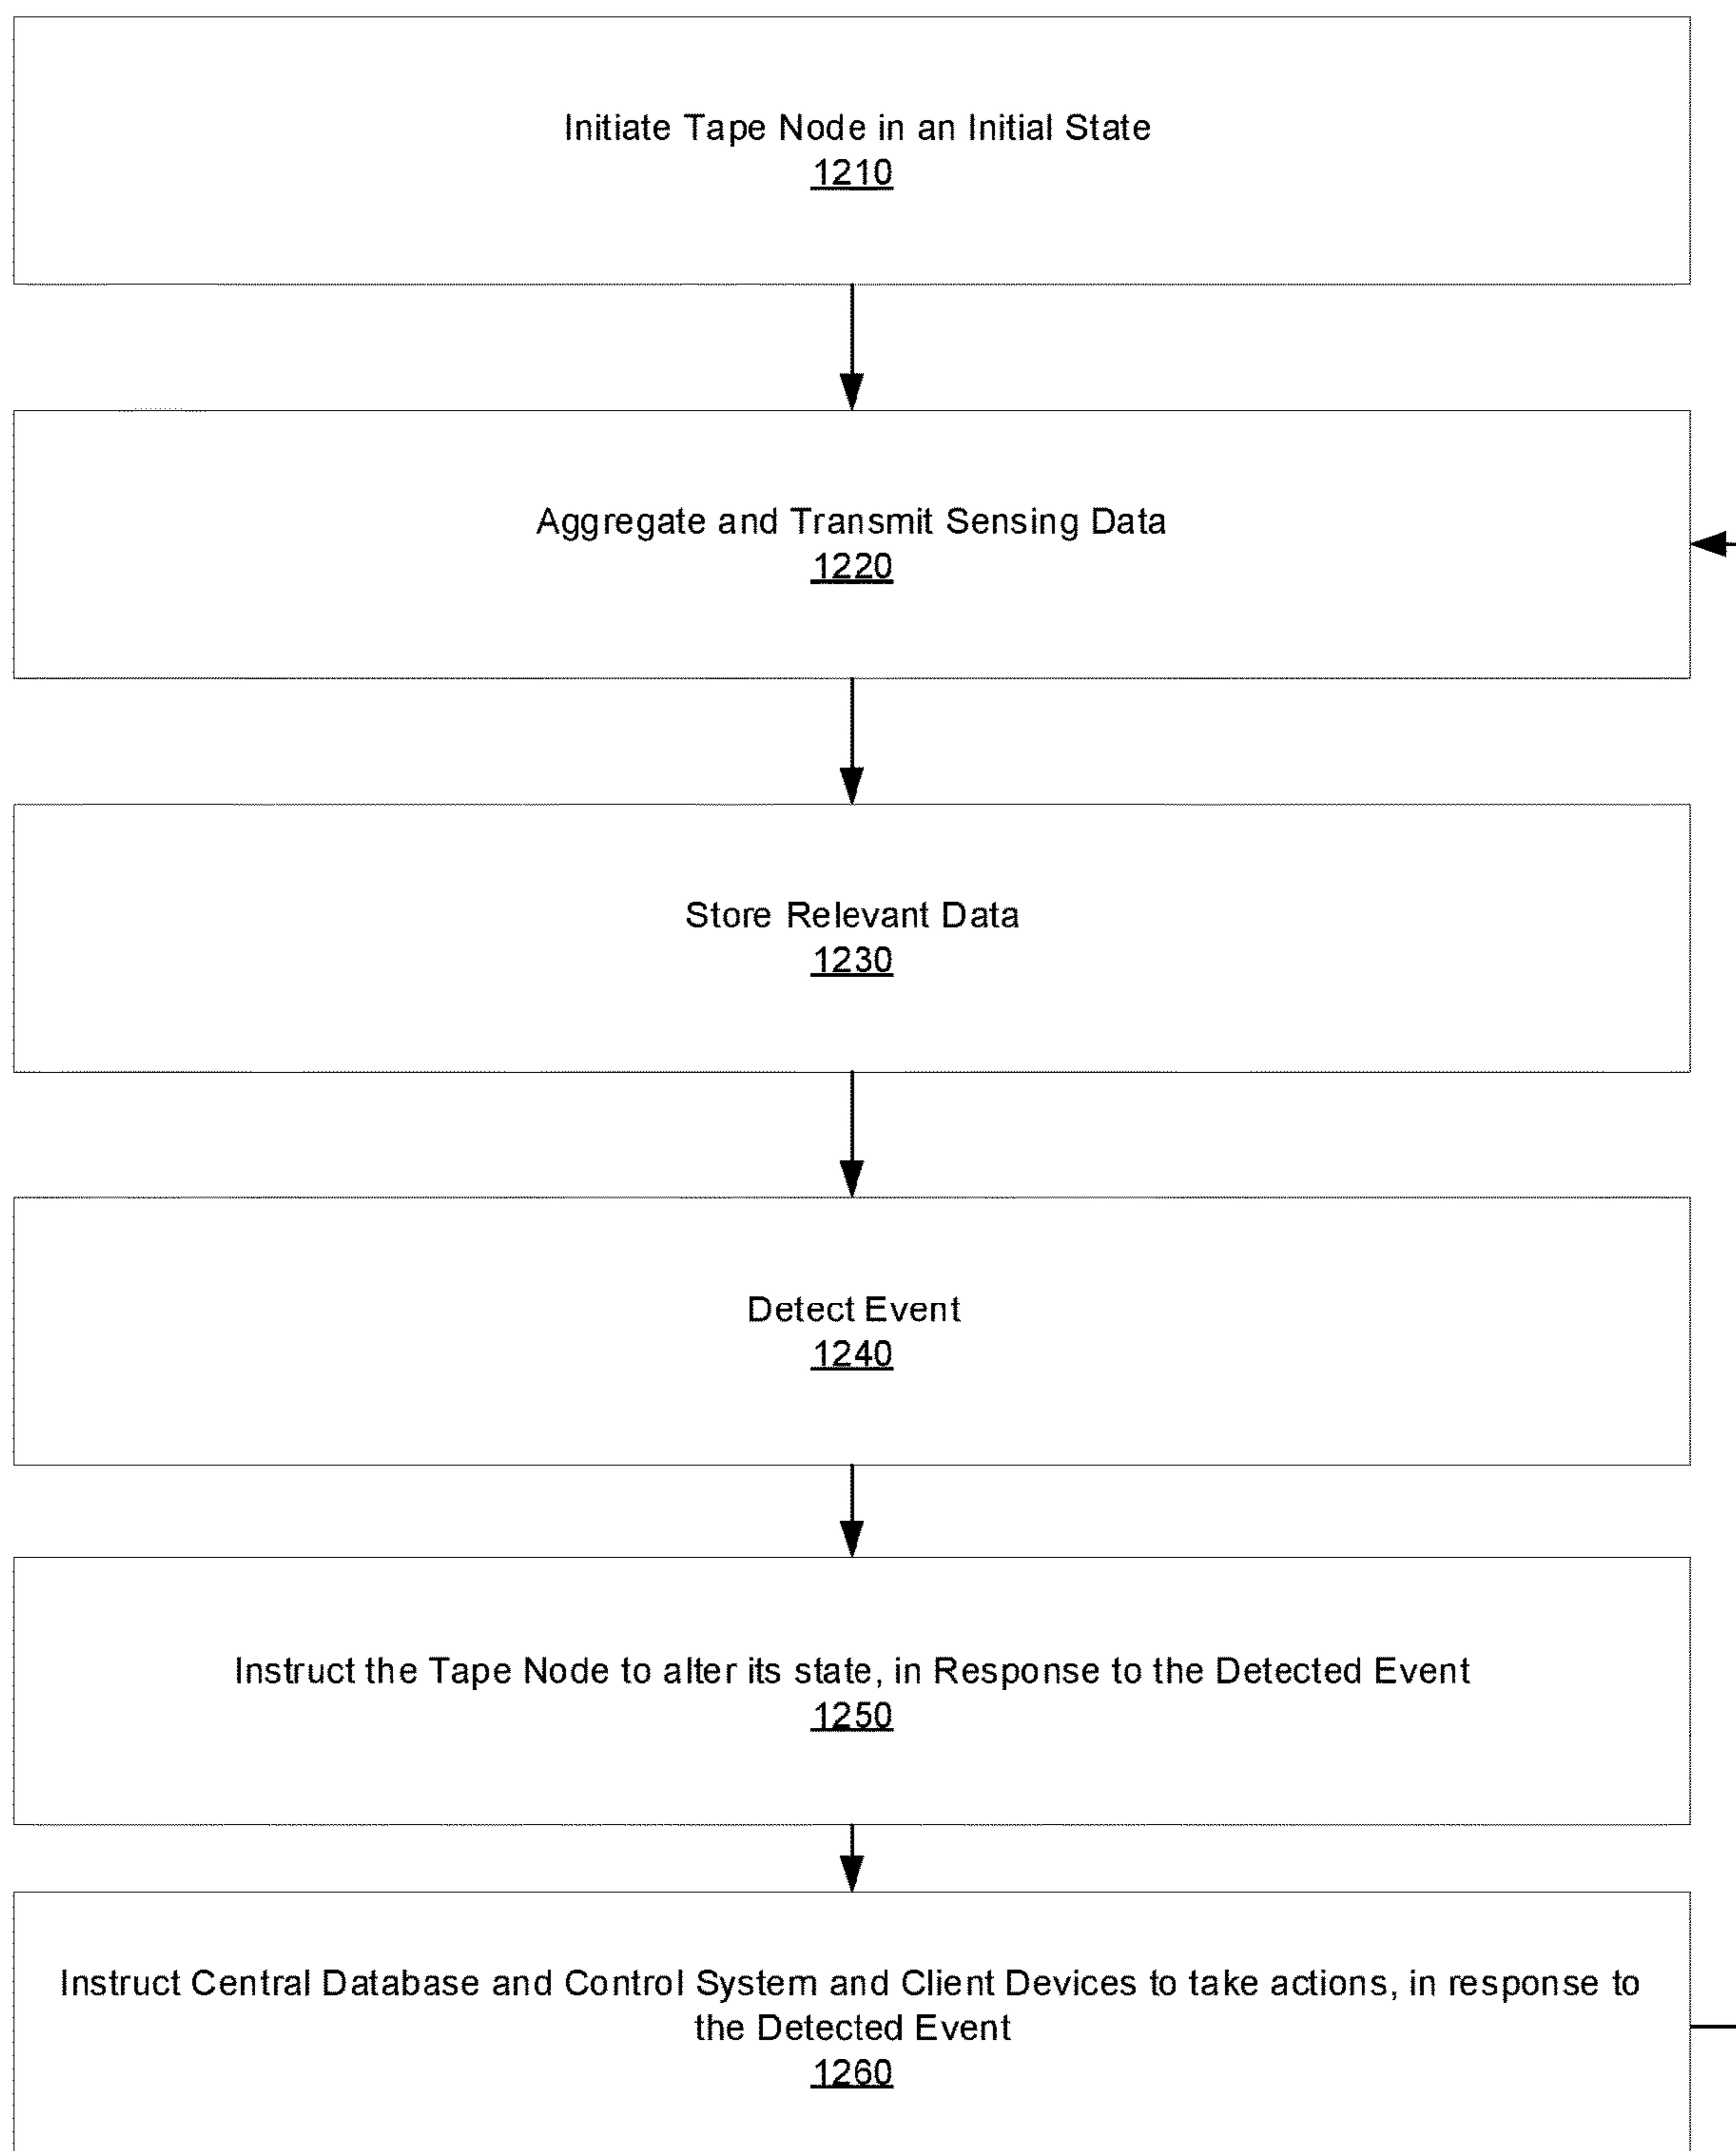 Initiate Tape Node in an Initial State
1210
Aggregate and Transmit Sensing Data
1220
Store Relevant Data
1230
Detect Event
1240
Instruct the Tape Node to alter its state, in Response to the Detected Event
1250
Instruct Central Database and Control System and Client Devices to take actions, in response to
the Detected Event
1260